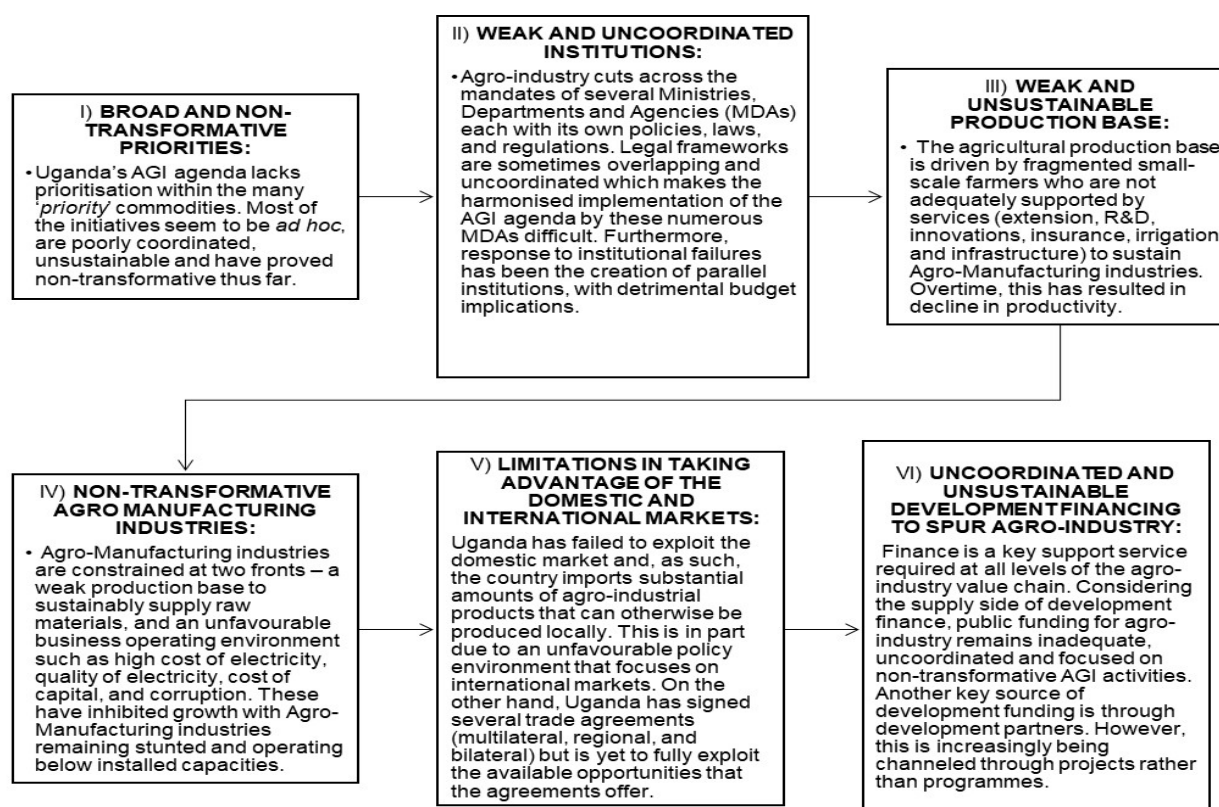 I) BROAD AND NON-
TRANSFORMATIVE
PRIORITIES:
• Uganda's AGI agenda lacks
prioritisation within the many
'priority' commodities. Most of
the initiatives seem to be ad hoc,
are poorly coordinated,
unsustainable and have proved
non-transformative thus far.
II) WEAK AND UNCOORDINATED
INSTITUTIONS:
• Agro-industry cuts across the
mandates of several Ministries,
Departments and Agencies (MDAs)
each with its own policies, laws,
and regulations. Legal frameworks
are sometimes overlapping and
uncoordinated which makes the
harmonised implementation of the
AGI agenda by these numerous
MDAs difficult. Furthermore,
response to institutional failures
has been the creation of parallel
institutions, with detrimental budget
implications.
III) WEAK AND
UNSUSTAINABLE
PRODUCTION BASE:
• The agricultural production base
is driven by fragmented small-
scale farmers who are not
adequately supported by
services (extension, R&D,
innovations, insurance, irrigation
and infrastructure) to sustain
Agro-Manufacturing industries.
Overtime, this has resulted in
decline in productivity.
IV) NON-TRANSFORMATIVE
AGRO MANUFACTURING
INDUSTRIES:
• Agro-Manufacturing industries
are constrained at two fronts – a
weak production base to
sustainably supply raw
materials, and an unfavourable
business operating environment
such as high cost of electricity,
quality of electricity, cost of
capital, and corruption. These
have inhibited growth with Agro-
Manufacturing industries
remaining stunted and operating
below installed capacities.
V) LIMITATIONS IN TAKING
ADVANTAGE OF THE
DOMESTIC AND
INTERNATIONAL MARKETS:
Uganda has failed to exploit the
domestic market and, as such,
the country imports substantial
amounts of agro-industrial
products that can otherwise be
produced locally. This is in part
due to an unfavourable policy
environment that focuses on
international markets. On the
other hand, Uganda has signed
several trade agreements
(multilateral, regional, and
bilateral) but is yet to fully exploit
the available opportunities that
the agreements offer.
VI) UNCOORDINATED AND
UNSUSTAINABLE
DEVELOPMENT FINANCING
TO SPUR AGRO-INDUSTRY:
Finance is a key support service
required at all levels of the agro-
industry value chain. Considering
the supply side of development
finance, public funding for agro-
industry remains inadequate,
uncoordinated and focused on
non-transformative AGI activities.
Another key source of
development funding is through
development partners. However,
this is increasingly being
channeled through projects rather
than programmes.